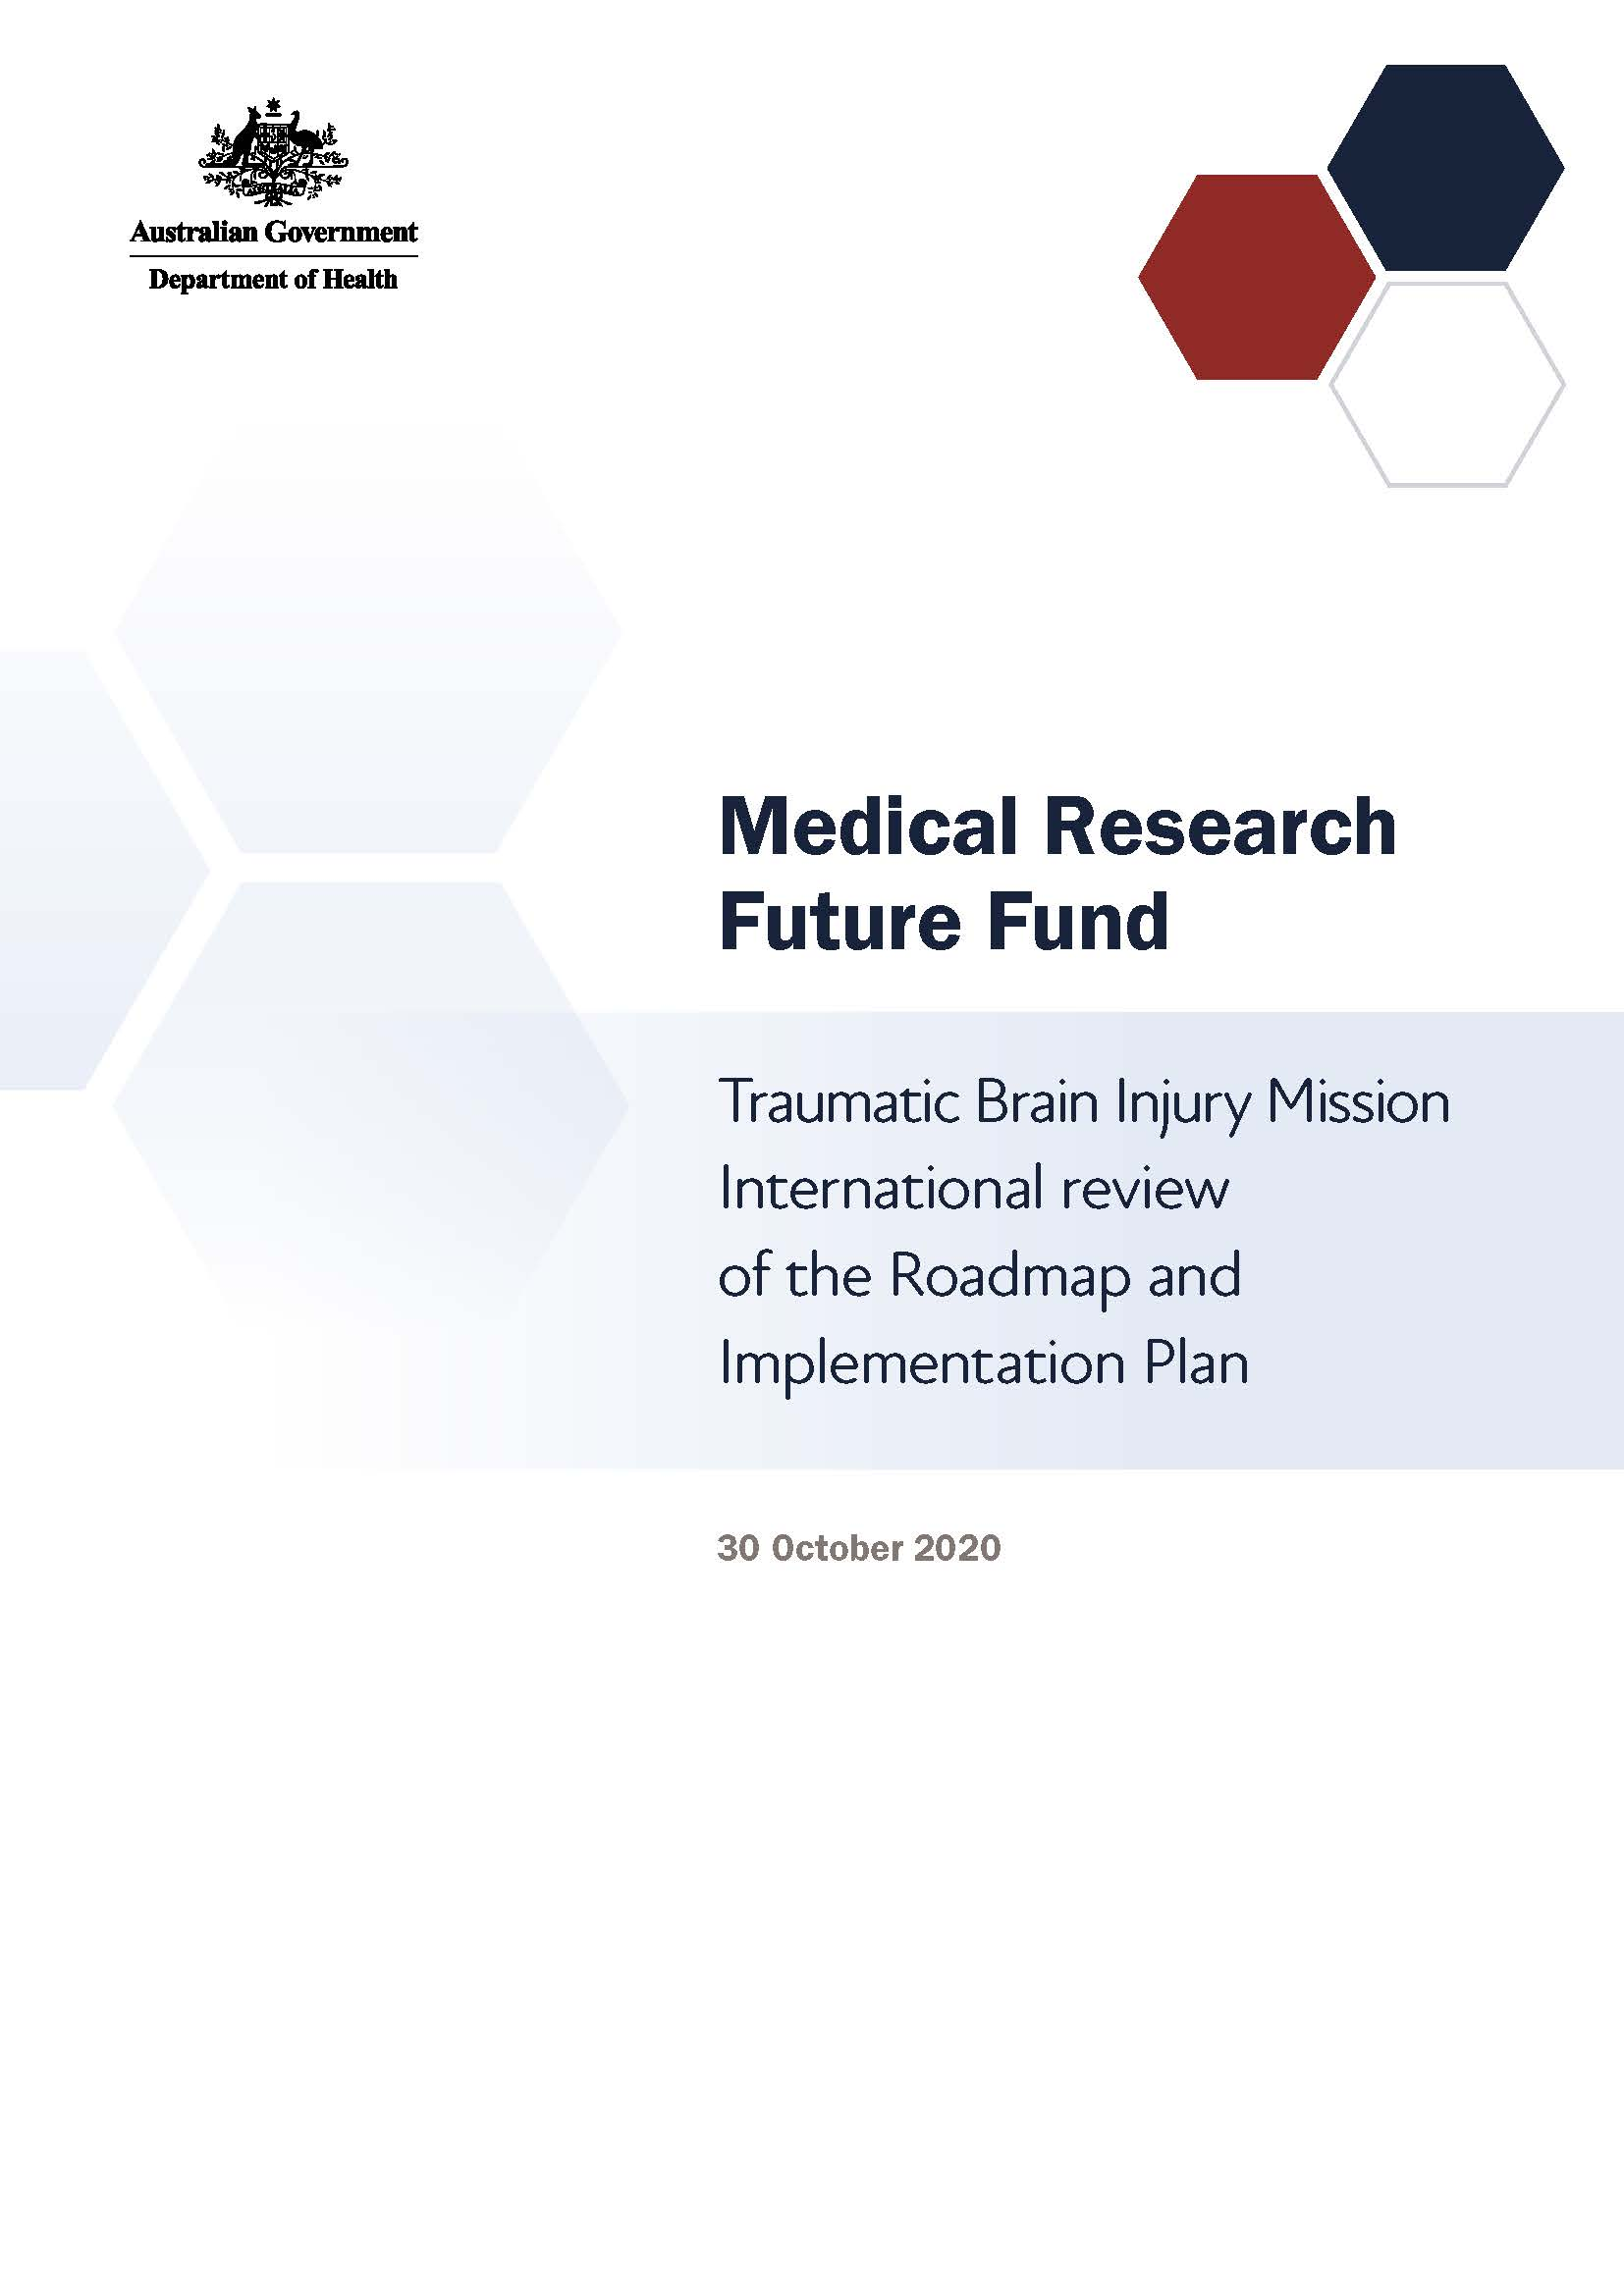 Australian Government
Department of Health
Medical Research
Future Fund
Traumatic Brain Injury Mission
International review
of the Roadmap and
Implementation Plan
30 October 2020